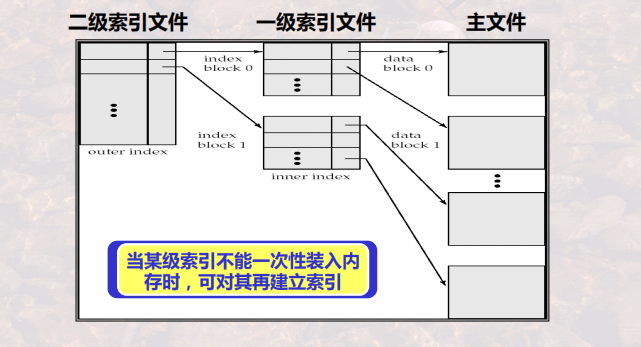 二级索引文件
一级索引文件
主文件
index
block 0
data
block 0
index
block 1
data
block 1
outer index
inner index
当某级索引不能一次性装入内
存时，可对其再建立索引